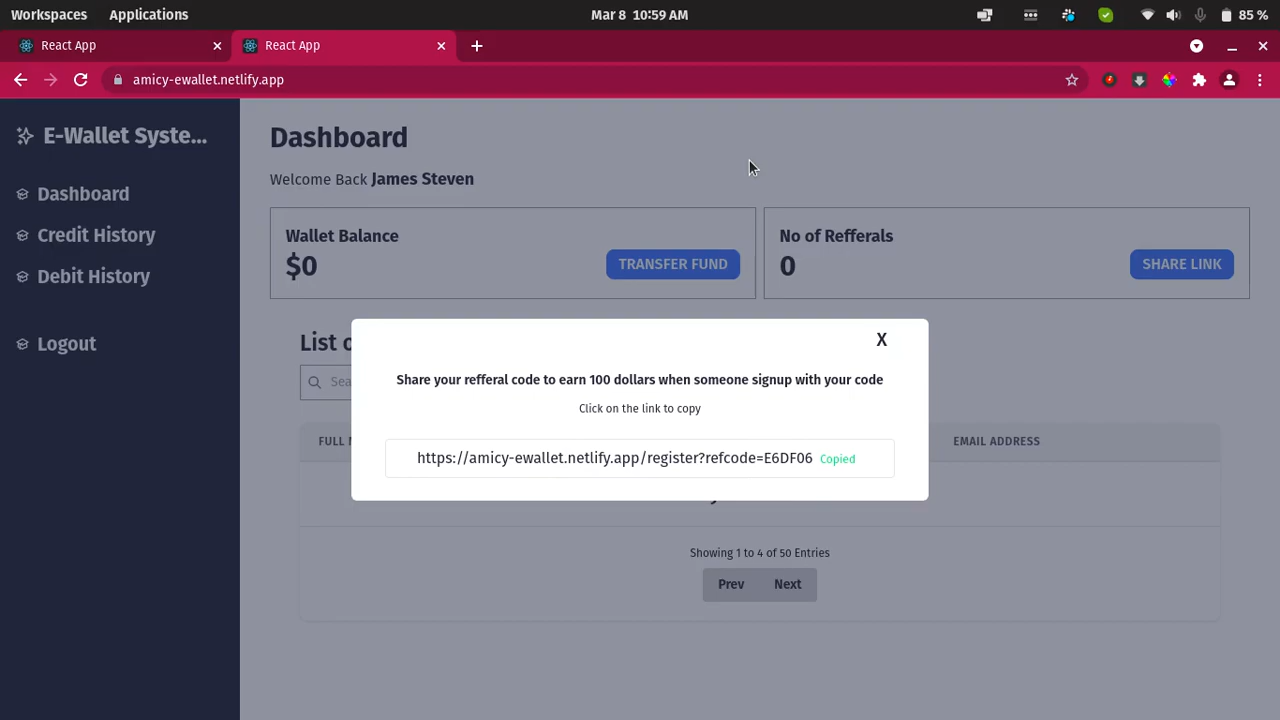 Workspaces Applications Mar 8 10:59 AM 85 %
React App React App
amicy-ewallet.netlify.app
E-Wallet Syste...
Dashboard
Credit History
Debit History
Logout
Dashboard
Welcome Back James Steven
Wallet Balance
$0
TRANSFER FUND
No of Refferals
0
SHARE LINK
List
Sea
FULL
EMAIL ADDRESS
X
Share your refferal code to earn 100 dollars when someone signup with your code
Click on the link to copy
https://amicy-ewallet.netlify.app/register?refcode=E6DF06 Copied
Showing 1 to 4 of 50 Entries
Prev Next